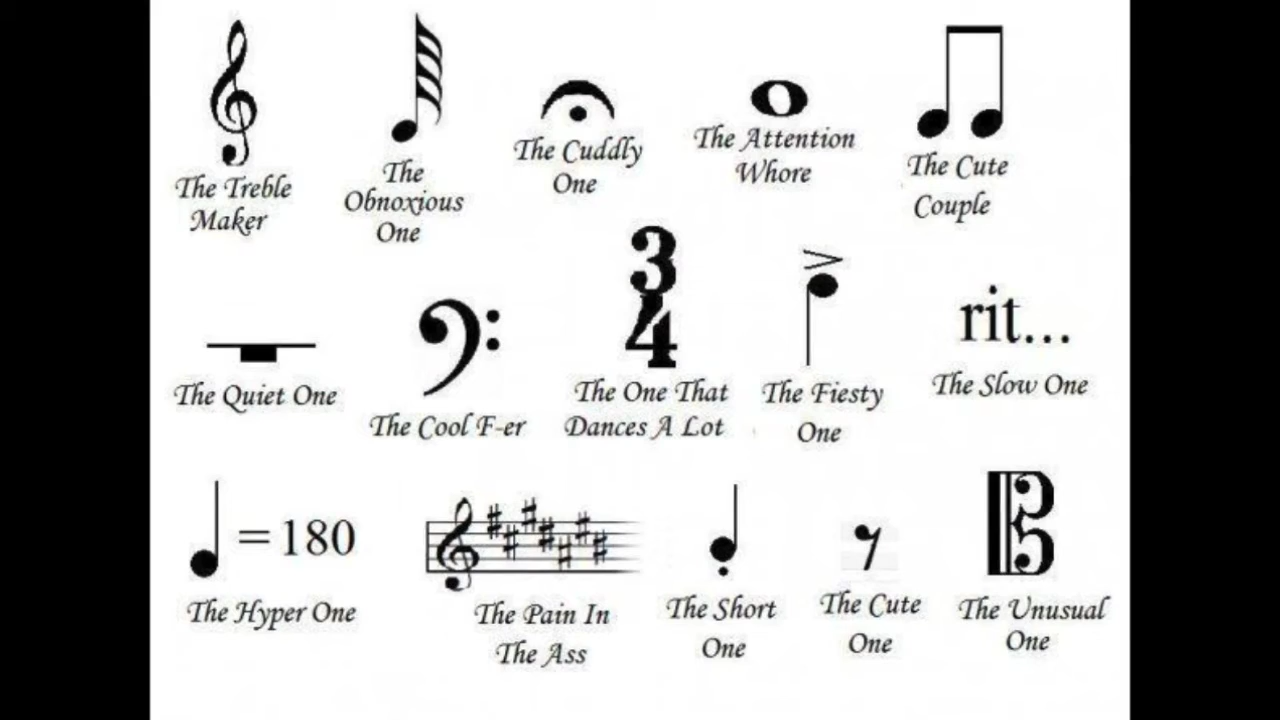 The Treble
Maker
The
Obnoxious
One
The Cuddly
One
The Attention
Whore
The Cute
Couple
The Quiet One
The Cool F-er
3
4
The One That
Dances A Lot
The Fiesty
One
rit...
The Slow One
= 180
The Hyper One
The Pain In
The Ass
The Short
One
The Cute
One
The Unusual
One